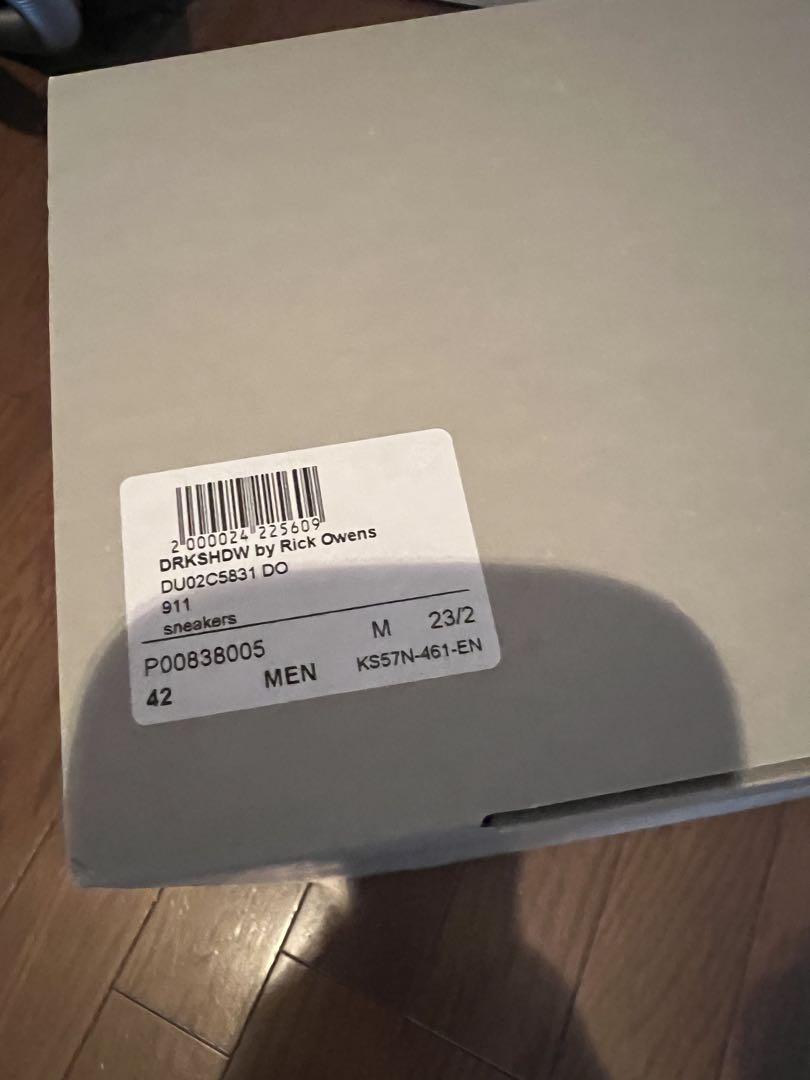 2 000024 225609
DRKSHDW by Rick Owens
DU02C5831 DO
911
sneakers
P00838005 M 23/2
42 MEN KS57N-461-EN